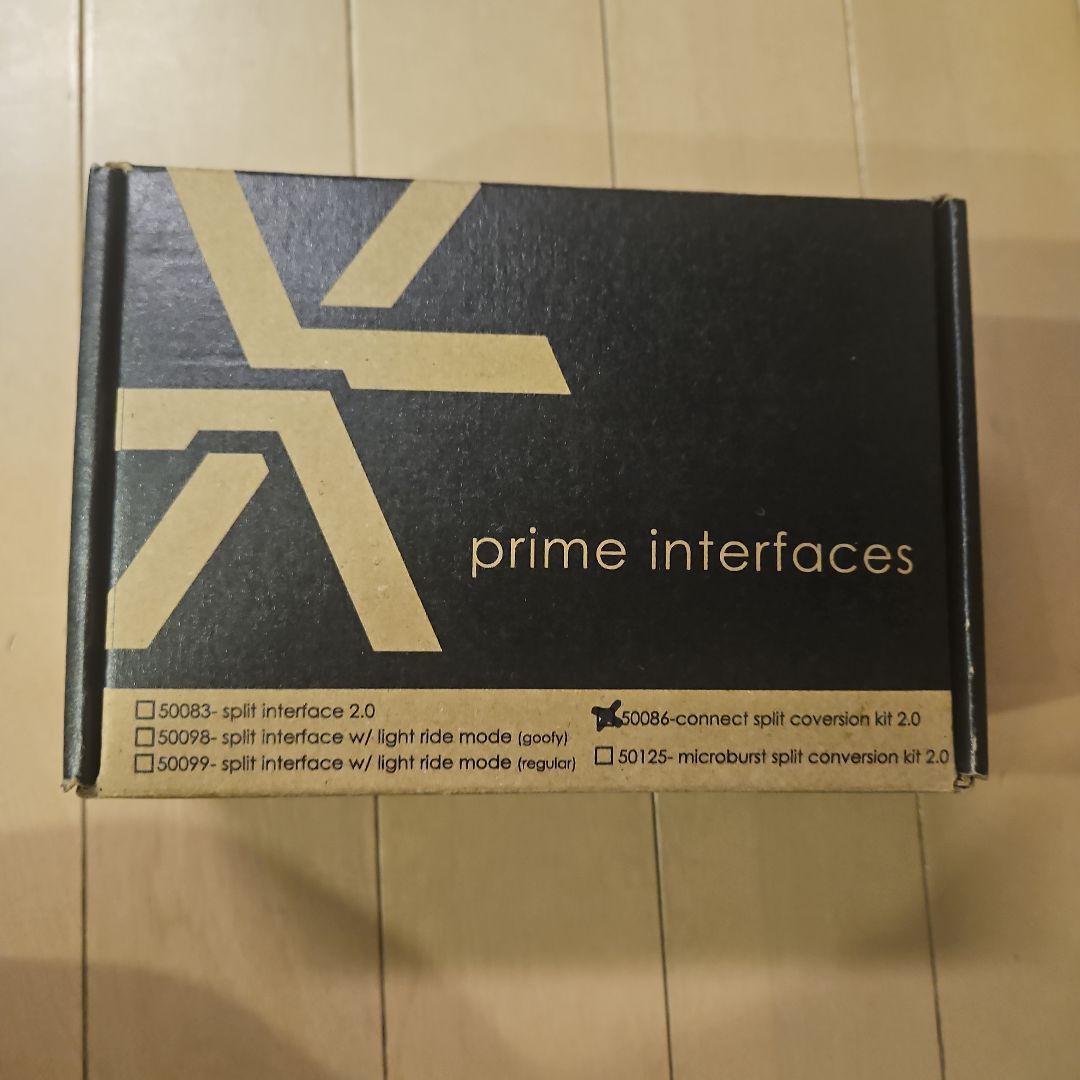 prime interfaces
50083- split interface 2.0
50098- split interface w/ light ride mode (goofy)
50099- split interface w/ light ride mode (regular)
50086-connect split coversion kit 2.0
50125- microburst split conversion kit 2.0